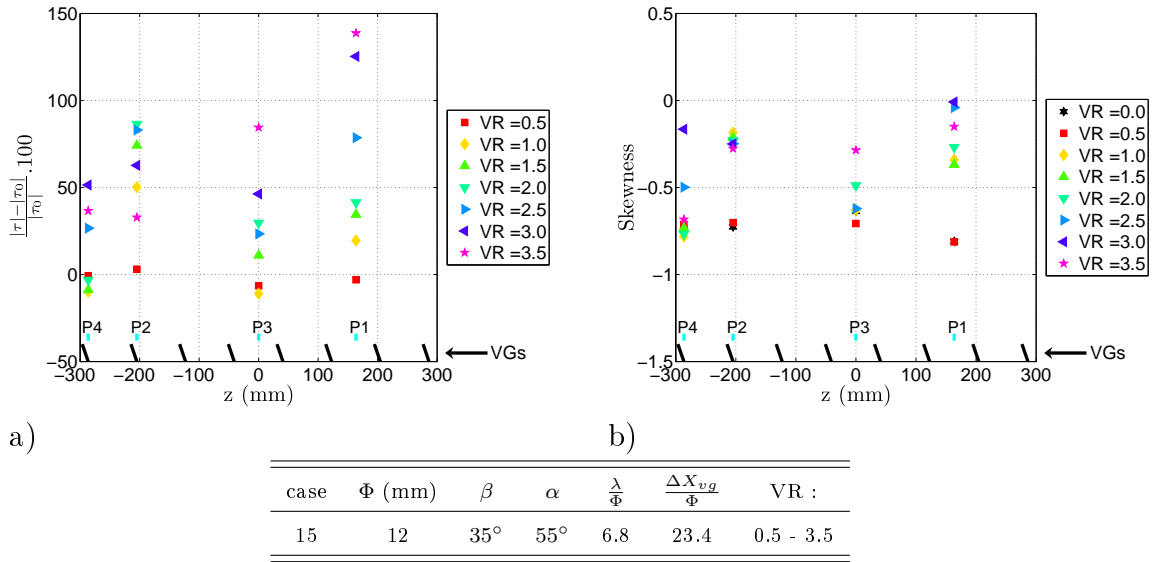 150
100
50
0
−50
−300 −200 −100 0 100 200 300
z (mm)
|τ|−|τ₀| / |τ₀| .100
P4 P2 P3 P1
VGs
VR =0.5
VR =1.0
VR =1.5
VR =2.0
VR =2.5
VR =3.0
VR =3.5
a)
0.5
0
−0.5
−1
−1.5
−300 −200 −100 0 100 200 300
z (mm)
Skewness
P4 P2 P3 P1
VGs
VR =0.0
VR =0.5
VR =1.0
VR =1.5
VR =2.0
VR =2.5
VR =3.0
VR =3.5
b)
case Φ (mm) β α λ/Φ ΔX_vg/Φ VR :
15 12 35° 55° 6.8 23.4 0.5 - 3.5